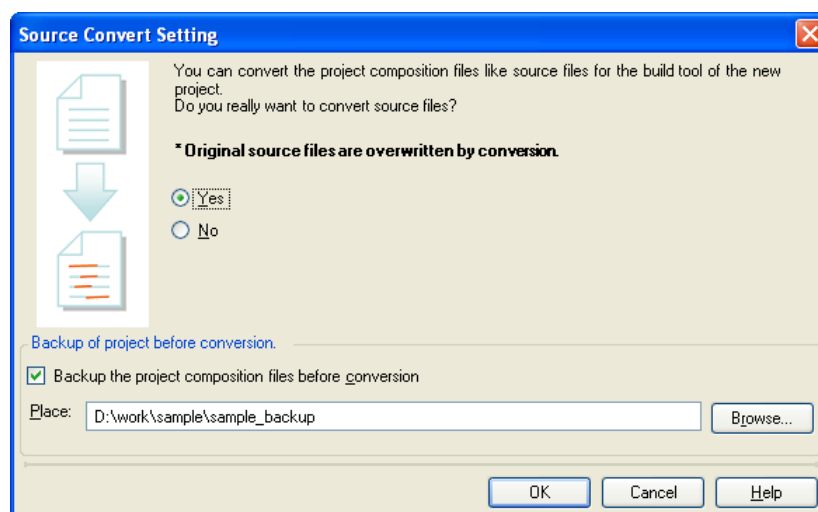 Source Convert Setting
You can convert the project composition files like source files for the build tool of the new
project.
Do you really want to convert source files?
* Original source files are overwritten by conversion.
Yes
No
Backup of project before conversion.
Backup the project composition files before conversion
Place: D:\work\sample\sample_backup Browse...
OK Cancel Help